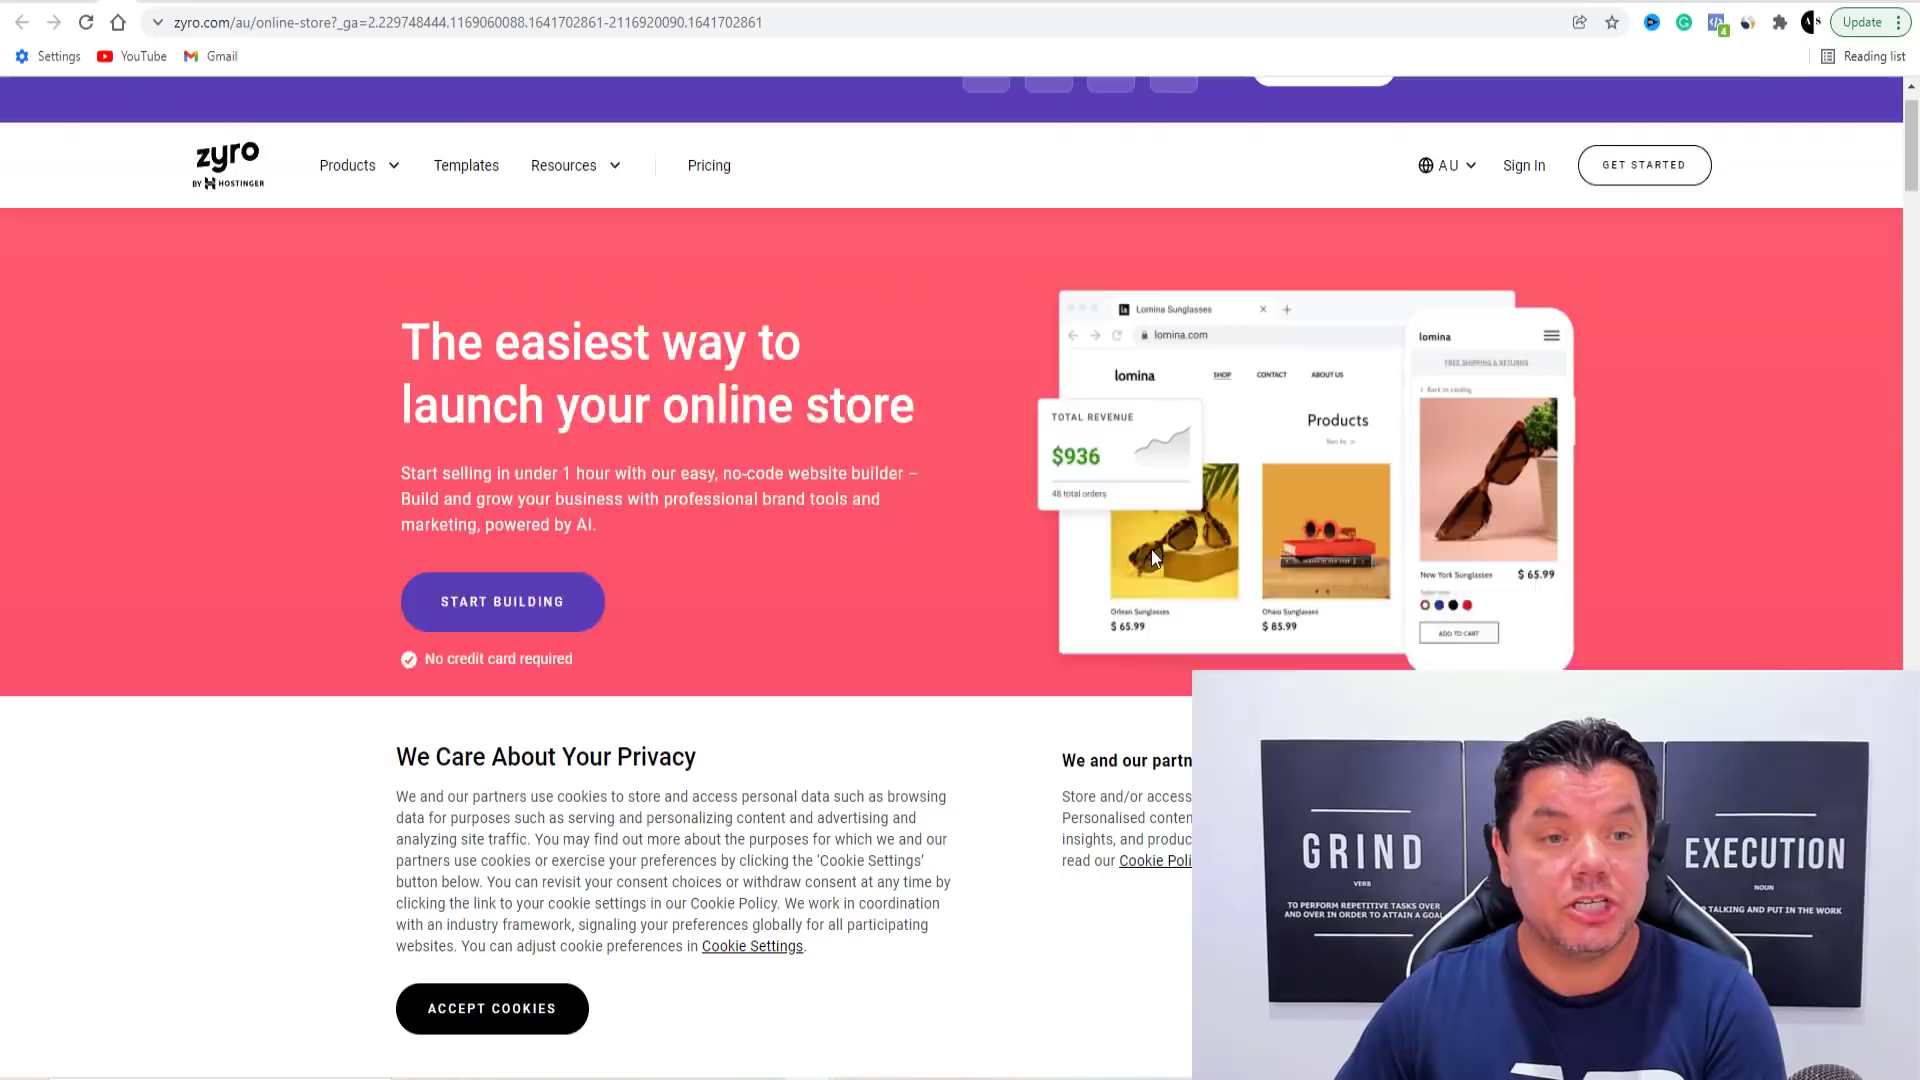 zyro.com/au/online-store?_ga=2.229748444.1169060088.1641702861-2116920090.1641702861
4
Update
Settings
YouTube
Gmail
Reading list
zyro
BY HOSTINGER
Products
Templates
Resources
Pricing
AU
Sign In
GET STARTED
The easiest way to
launch your online store
Start selling in under 1 hour with our easy, no-code website builder –
Build and grow your business with professional brand tools and
marketing, powered by AI.
START BUILDING
No credit card required
Lomina Sunglasses
lomina.com
lomina
SHOP
CONTACT
ABOUT US
TOTAL REVENUE
$936
48 total orders
Products
Orlean Sunglasses
$ 65.99
Ohaio Sunglasses
$ 85.99
lomina
FREE SHIPPING & RETURNS
Back to catalog
New York Sunglasses
$ 65.99
ADD TO CART
We Care About Your Privacy
We and our partners use cookies to store and access personal data such as browsing
data for purposes such as serving and personalizing content and advertising and
analyzing site traffic. You may find out more about the purposes for which we and our
partners use cookies or exercise your preferences by clicking the ‘Cookie Settings’
button below. You can revisit your consent choices or withdraw consent at any time by
clicking the link to your cookie settings in our Cookie Policy. We work in coordination
with an industry framework, signaling your preferences globally for all participating
websites. You can adjust cookie preferences in Cookie Settings.
ACCEPT COOKIES
We and our partn
Store and/or access
Personalised conten
insights, and produc
read our Cookie Poli
GRIND
VERB
TO PERFORM REPETITIVE TASKS OVER
AND OVER IN ORDER TO ATTAIN A GOAL
EXECUTION
NOUN
TALKING AND PUT IN THE WORK